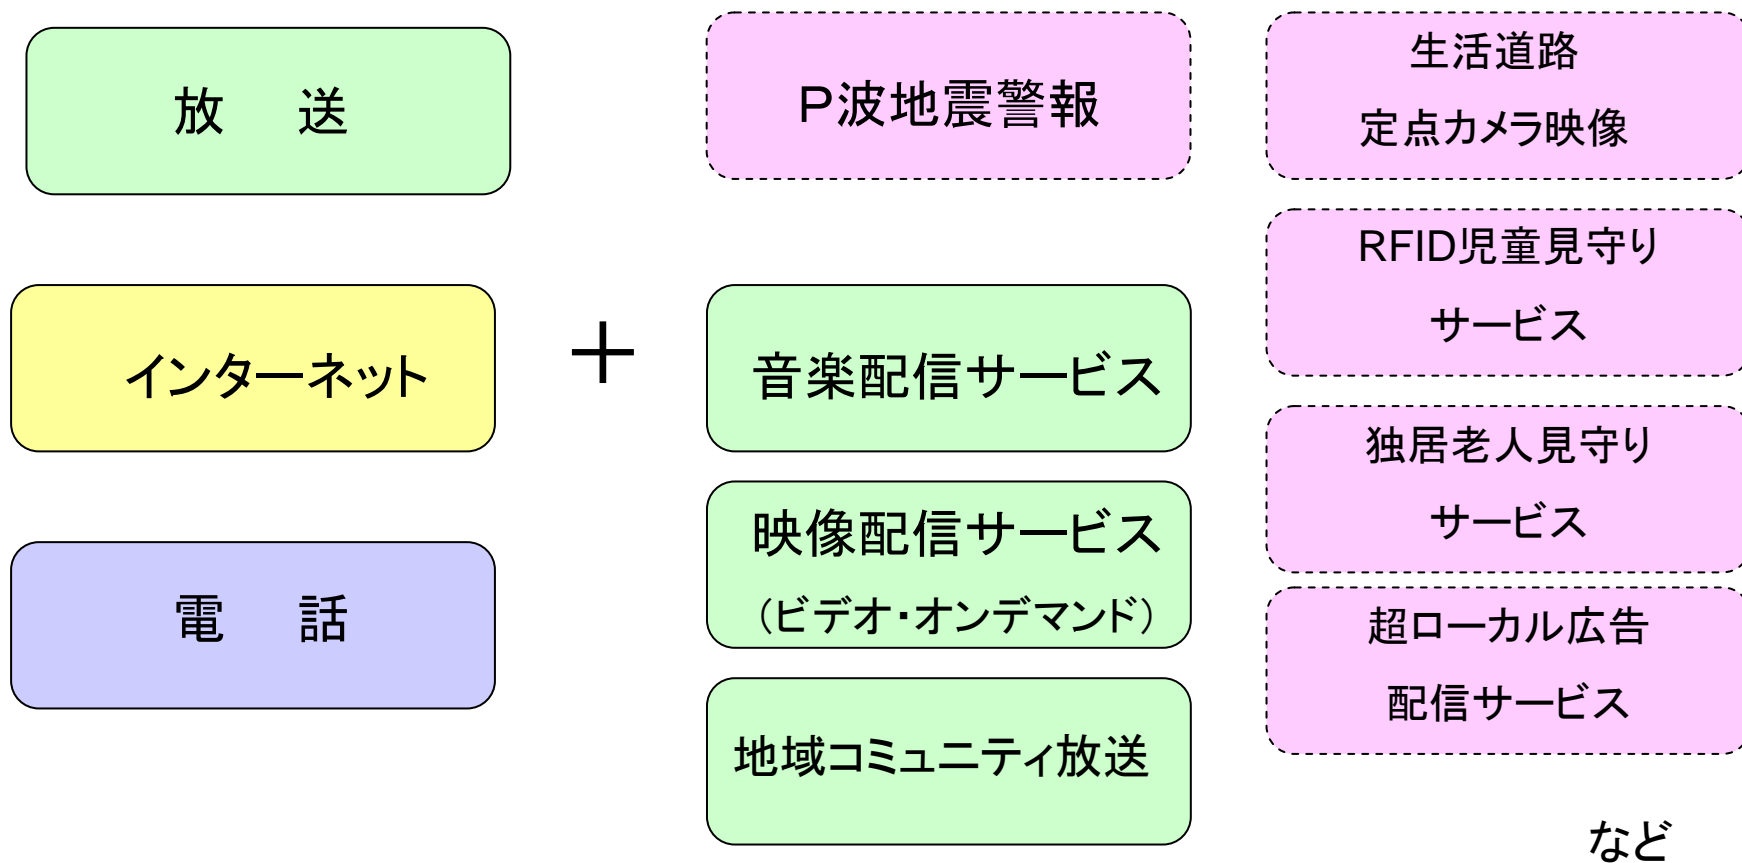 放　送
インターネット
電　話
＋
P波地震警報
音楽配信サービス
映像配信サービス
（ビデオ・オンデマンド）
地域コミュニティ放送
生活道路
定点カメラ映像
RFID児童見守り
サービス
独居老人見守り
サービス
超ローカル広告
配信サービス
など